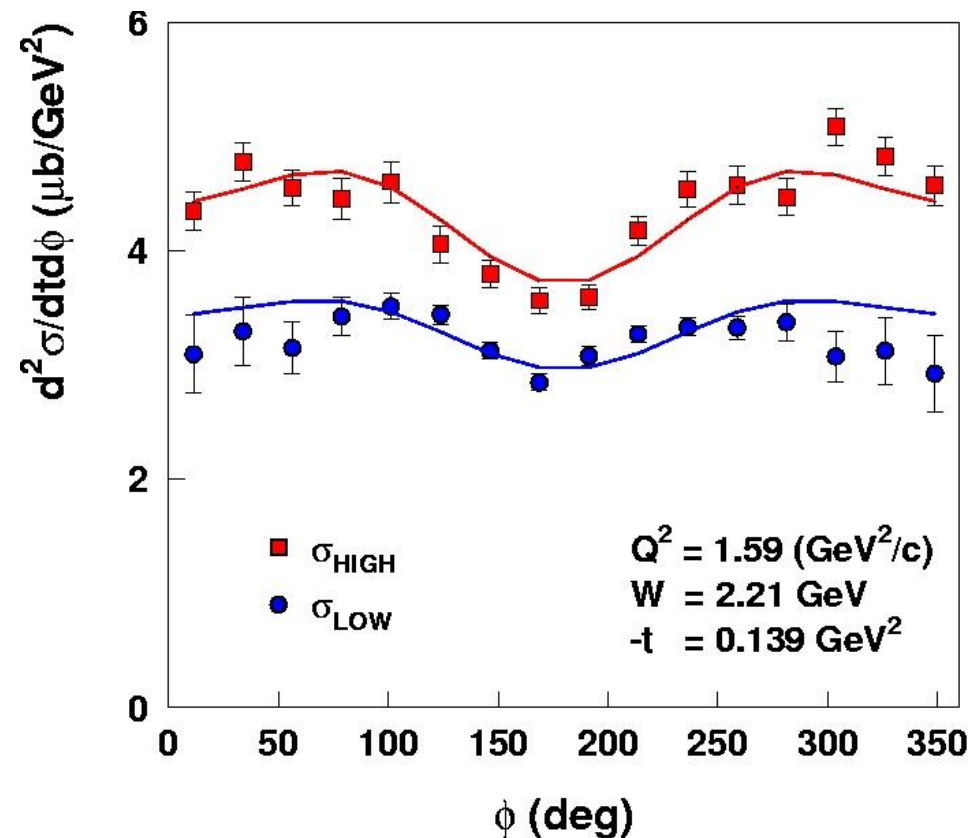 d² σ/dtdϕ (μb/GeV²)
6
4
2
0
σHIGH
σLOW
Q² = 1.59 (GeV²/c)
W = 2.21 GeV
-t = 0.139 GeV²
0 50 100 150 200 250 300 350
ϕ (deg)